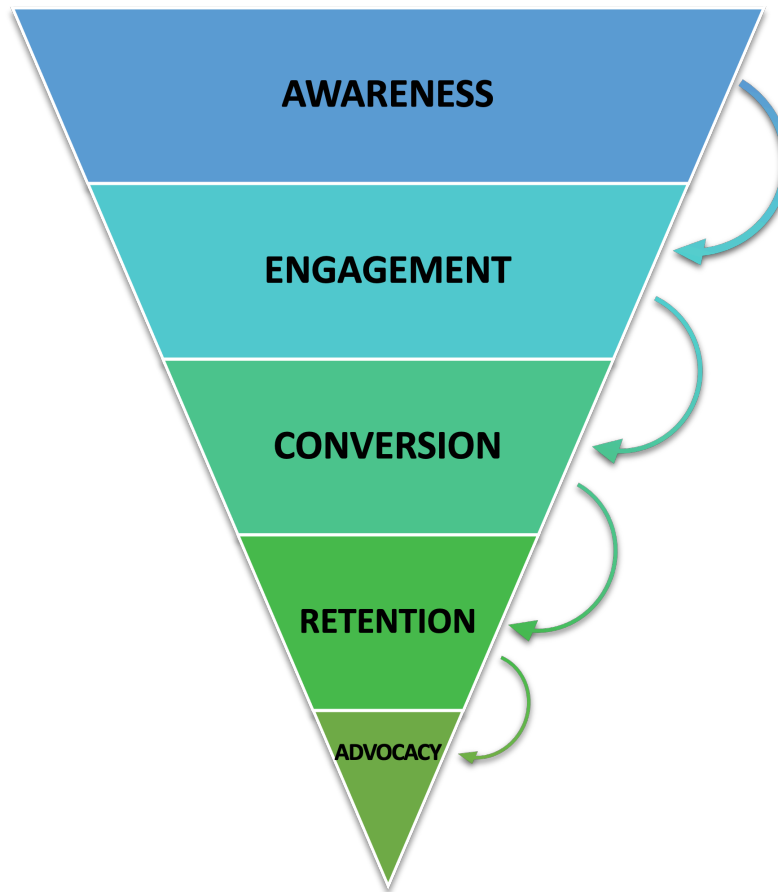 AWARENESS
ENGAGEMENT
CONVERSION
RETENTION
ADVOCACY